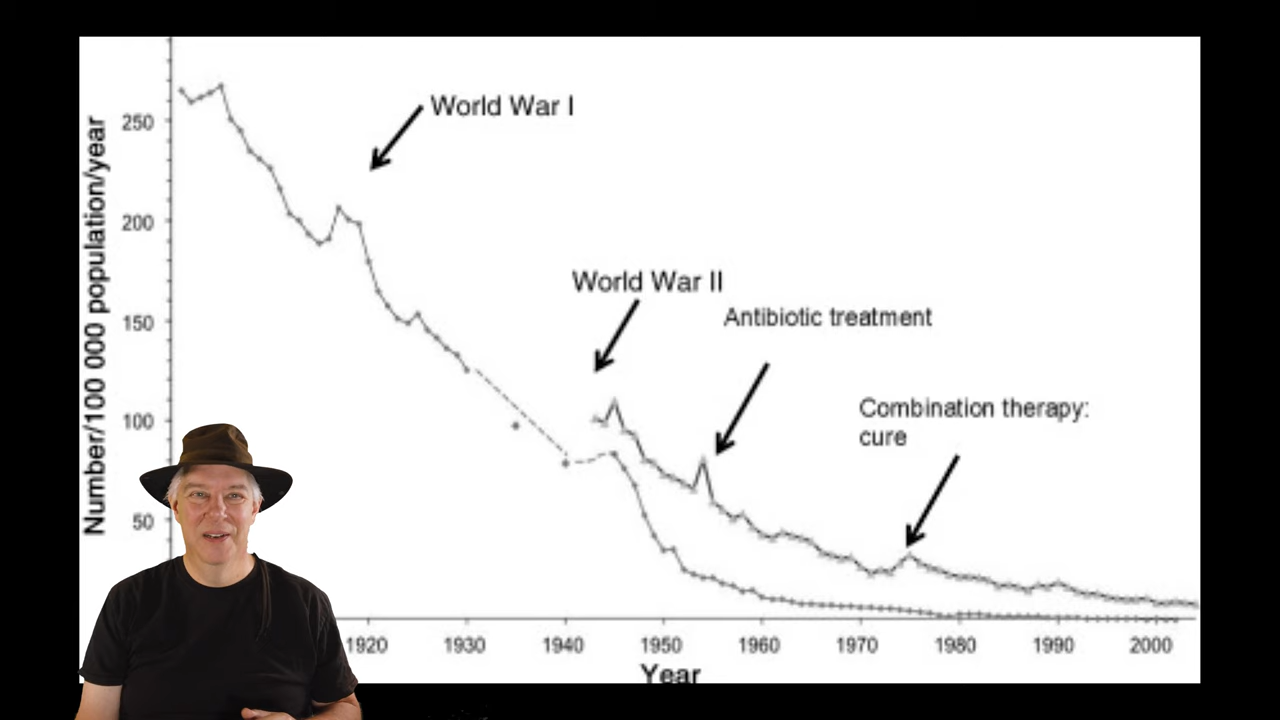 Number/100 000 population/year
250
200
150
100
50
World War I
World War II
Antibiotic treatment
Combination therapy:
cure
1920
1930
1940
1950
1960
1970
1980
1990
2000
Year